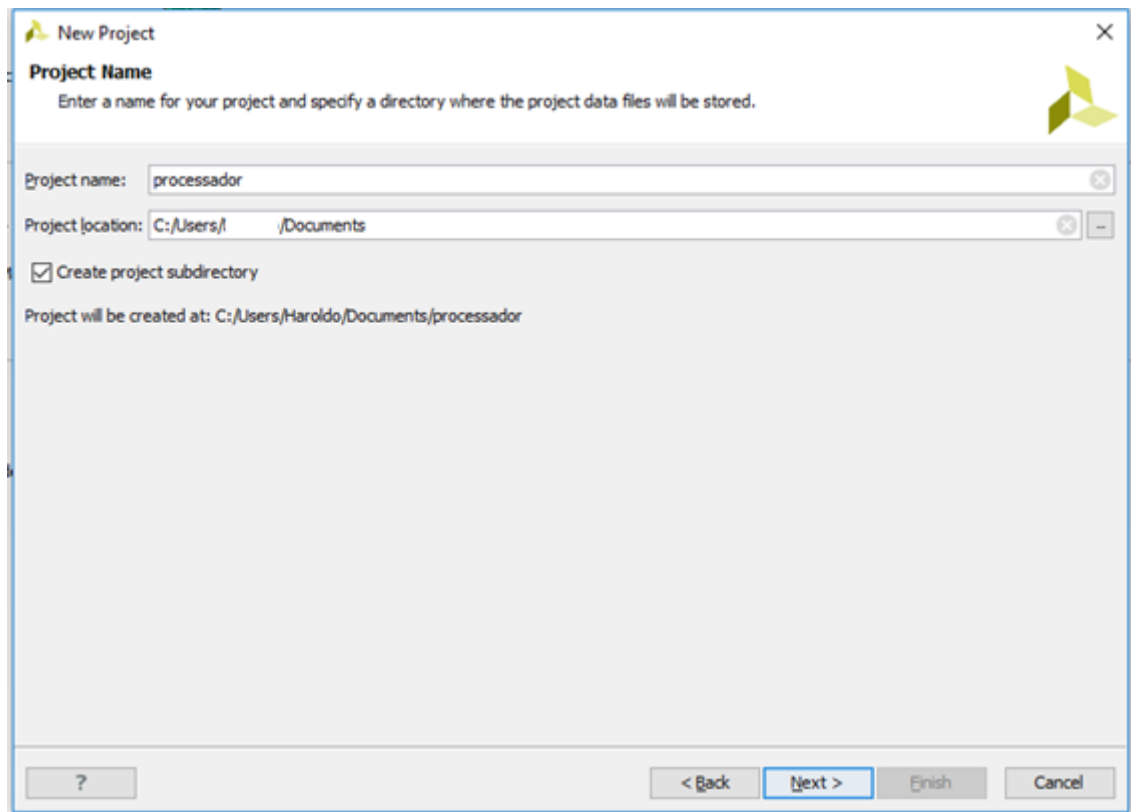 New Project
Project Name
Enter a name for your project and specify a directory where the project data files will be stored.
Project name: processador
Project location: C:/Users/ /Documents
Create project subdirectory
Project will be created at: C:/Users/Haroldo/Documents/processador
? < Back Next > Finish Cancel